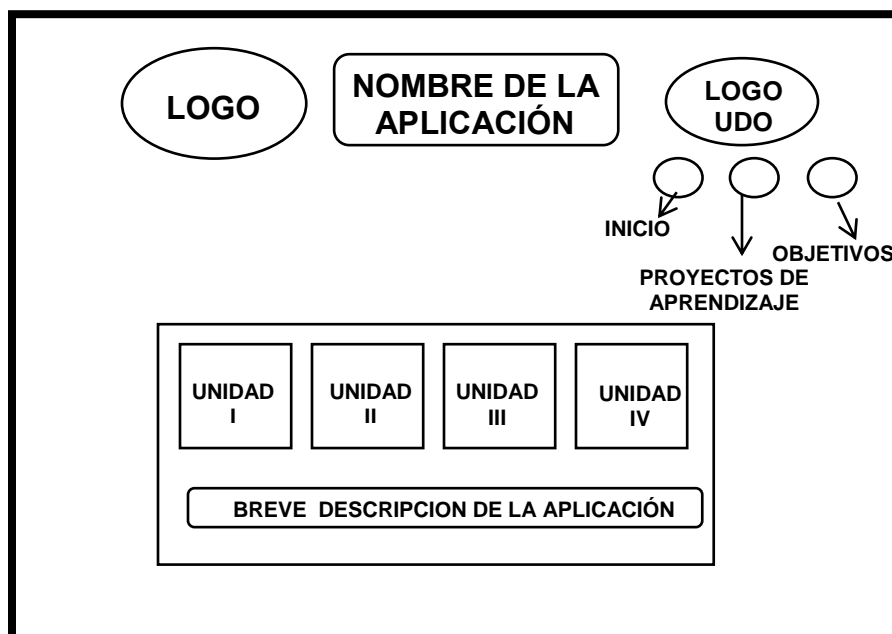 LOGO
NOMBRE DE LA
APLICACIÓN
LOGO
UDO
INICIO
PROYECTOS DE
APRENDIZAJE
OBJETIVOS
UNIDAD
I
UNIDAD
II
UNIDAD
III
UNIDAD
IV
BREVE DESCRIPCION DE LA APLICACIÓN